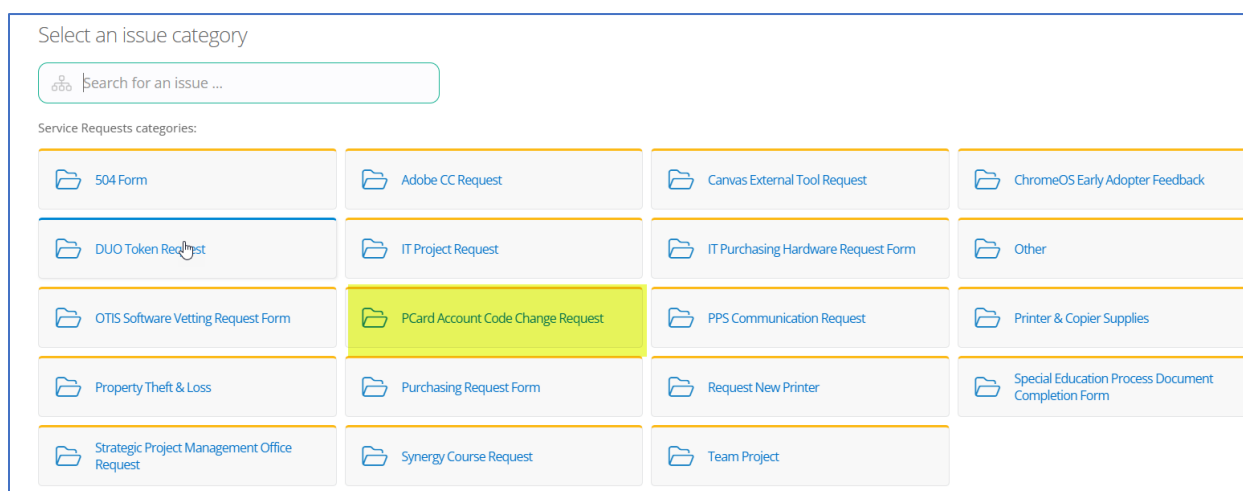 Select an issue category
Search for an issue ...
Service Requests categories:
504 Form
Adobe CC Request
Canvas External Tool Request
ChromeOS Early Adopter Feedback
DUO Token Request
IT Project Request
IT Purchasing Hardware Request Form
Other
OTIS Software Vetting Request Form
PCard Account Code Change Request
PPS Communication Request
Printer & Copier Supplies
Property Theft & Loss
Purchasing Request Form
Request New Printer
Special Education Process Document
Completion Form
Strategic Project Management Office
Request
Synergy Course Request
Team Project